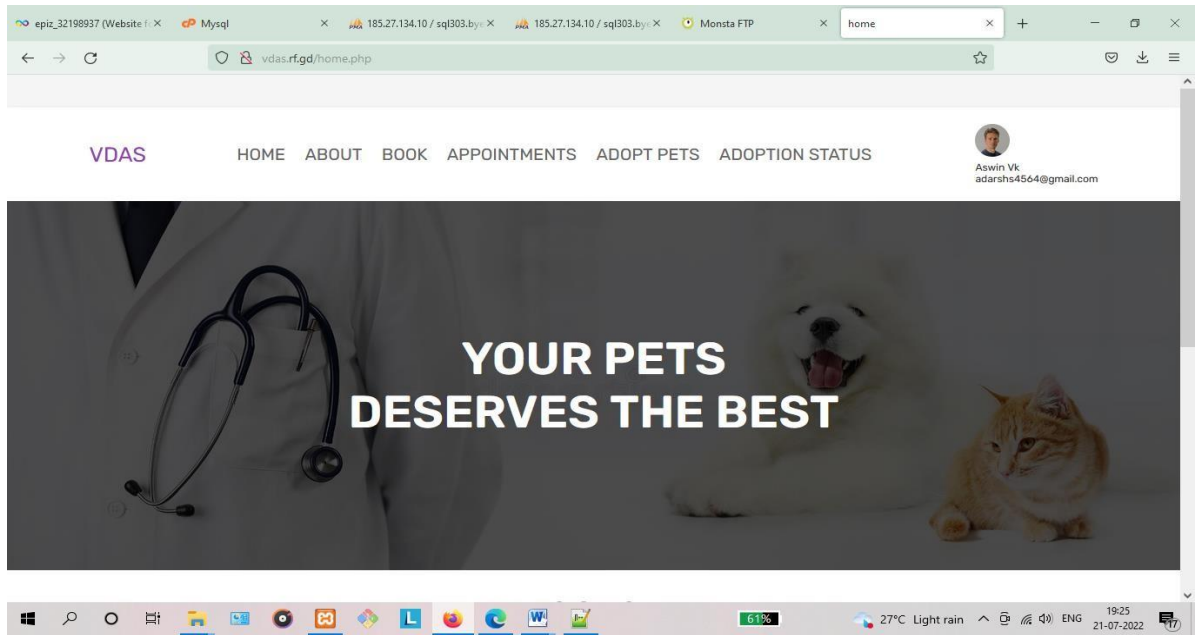 epiz_32198937 (Website fo
Mysql
185.27.134.10 / sql303.bye
185.27.134.10 / sql303.bye
Monsta FTP
home
vdas.rf.gd/home.php
VDAS
HOME
ABOUT
BOOK
APPOINTMENTS
ADOPT PETS
ADOPTION STATUS
Aswin Vk
adarshs4564@gmail.com
YOUR PETS
DESERVES THE BEST
61%
27°C Light rain
ENG
19:25
21-07-2022
17